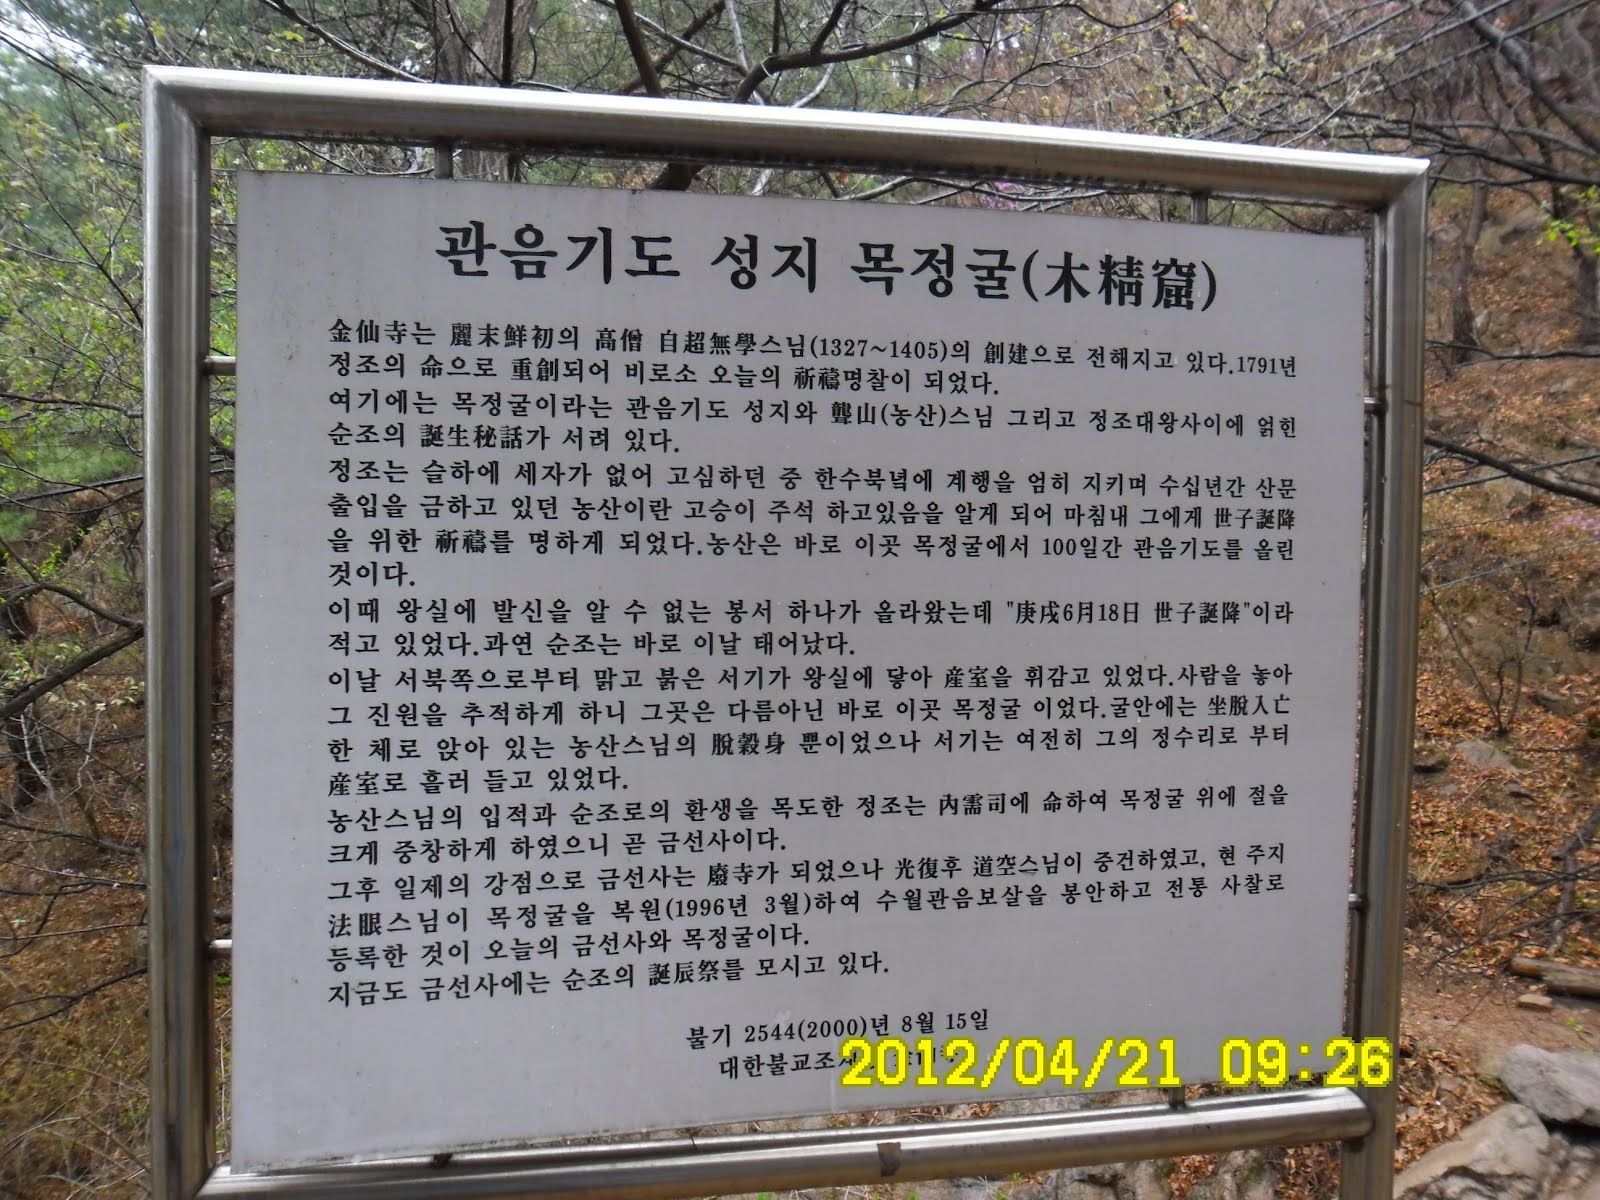 관음기도 성지 목정굴(木精窟)
金仙寺는 麗末鮮初의 高僧 自超無學스님(1327~1405)의 創建으로 전해지고 있다.1791년
정조의 命으로 重創되어 비로소 오늘의 祈禱명찰이 되었다.
여기에는 목정굴이라는 관음기도 성지와 聾山(농산)스님 그리고 정조대왕사이에 얽힌
순조의 誕生秘話가 서려 있다.
정조는 슬하에 세자가 없어 고심하던 중 한수북녘에 계행을 엄히 지키며 수십년간 산문
출입을 금하고 있던 농산이란 고승이 주석 하고있음을 알게 되어 마침내 그에게 世子誕降
을 위한 祈禱를 명하게 되었다.농산은 바로 이곳 목정굴에서 100일간 관음기도를 올린
것이다.
이때 왕실에 발신을 알 수 없는 봉서 하나가 올라왔는데 "庚戌6月18日 世子誕降"이라
적고 있었다.과연 순조는 바로 이날 태어났다.
이날 서북쪽으로부터 맑고 붉은 서기가 왕실에 닿아 産室을 휘감고 있었다.사람을 놓아
그 진원을 추적하게 하니 그곳은 다름아닌 바로 이곳 목정굴 이었다.굴안에는 坐脫入亡
한 채로 앉아 있는 농산스님의 脫穀身 뿐이었으나 서기는 여전히 그의 정수리로 부터
産室로 흘러 들고 있었다.
농산스님의 입적과 순조로의 환생을 목도한 정조는 內需司에 命하여 목정굴 위에 절을
크게 중창하게 하였으니 곧 금선사이다.
그후 일제의 강점으로 금선사는 廢寺가 되었으나 光復후 道空스님이 중건하였고, 현 주지
法眼스님이 목정굴을 복원(1996년 3월)하여 수월관음보살을 봉안하고 전통 사찰로
등록한 것이 오늘의 금선사와 목정굴이다.
지금도 금선사에는 순조의 誕辰祭를 모시고 있다.
불기 2544(2000)년 8월 15일
대한불교조계
2012/04/21 09:26